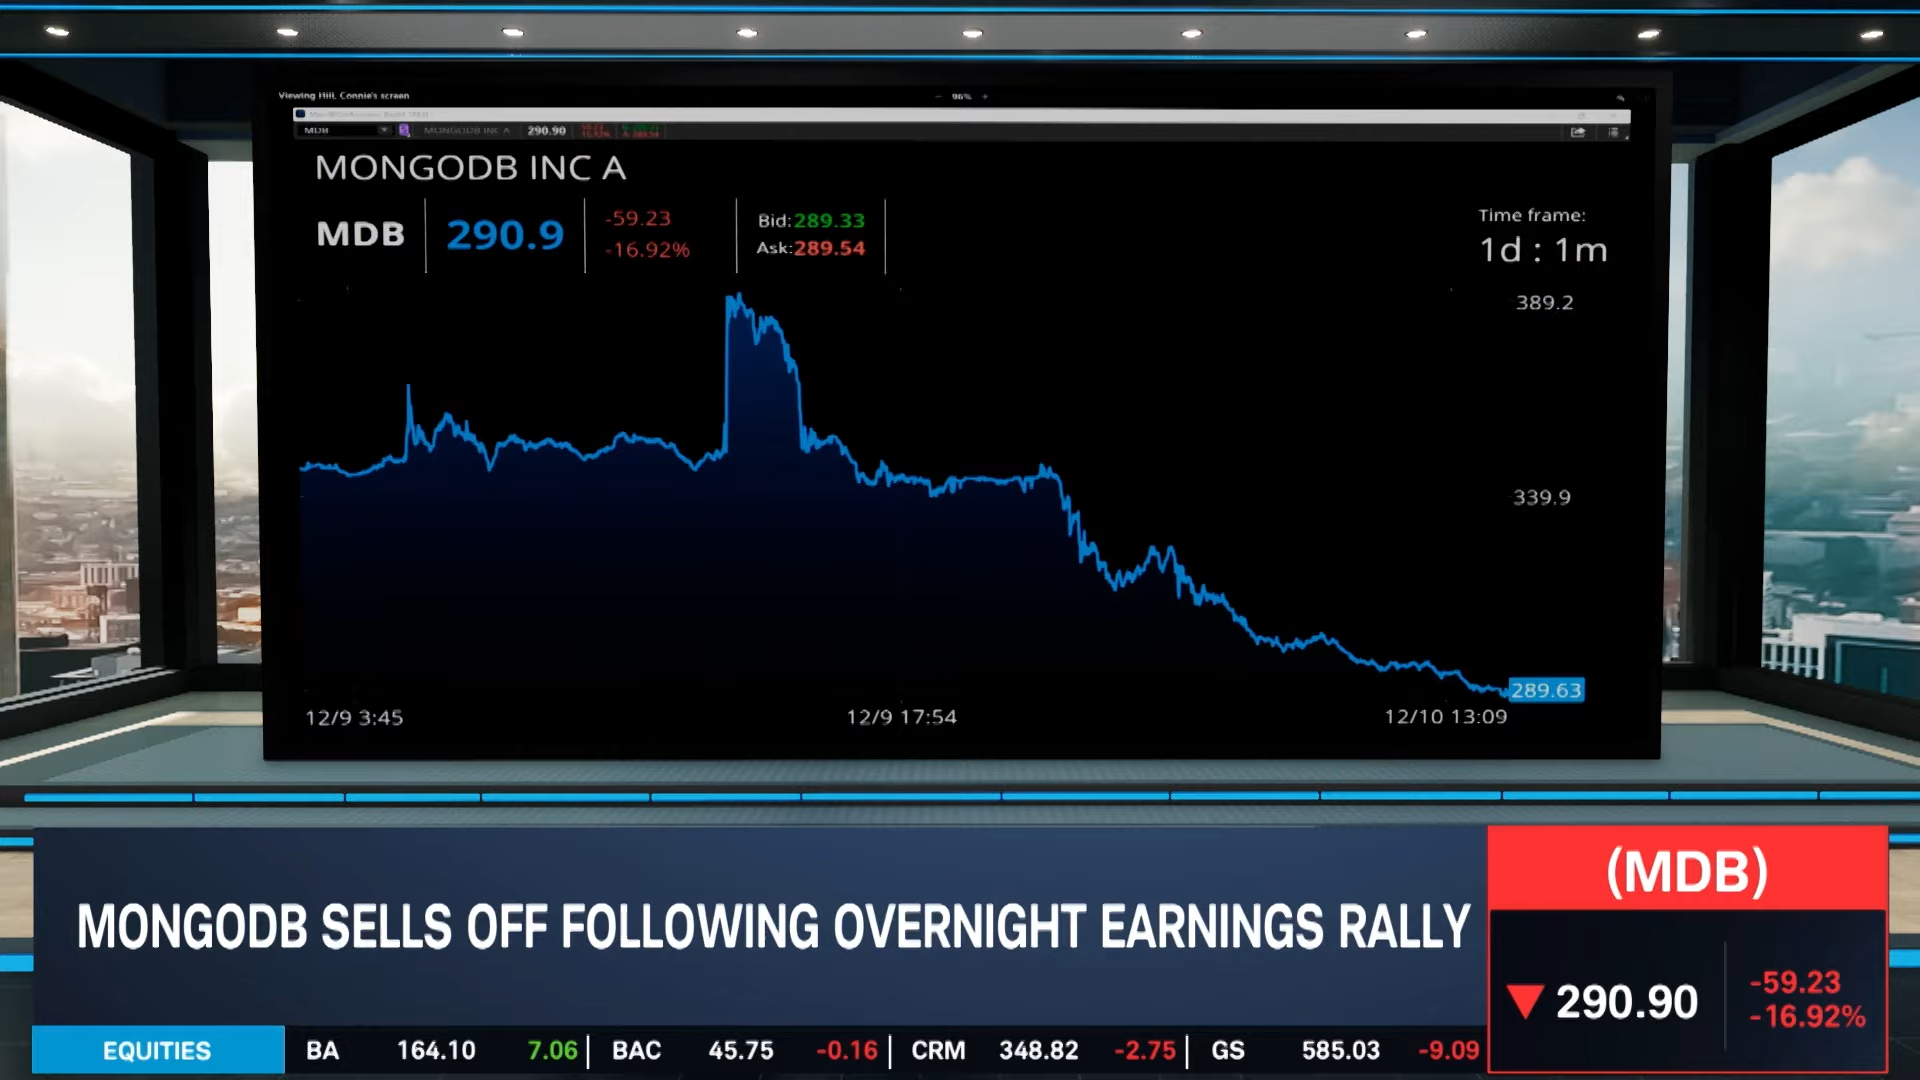 Viewing Hill, Connie's screen
− 96% +
MDB MONGODB INC A 290.90
MONGODB INC A
MDB 290.9
-59.23
-16.92%
Bid:289.33
Ask:289.54
Time frame:
1d : 1m
389.2
339.9
289.63
12/9 3:45 12/9 17:54 12/10 13:09
MONGODB SELLS OFF FOLLOWING OVERNIGHT EARNINGS RALLY
(MDB)
▼ 290.90
-59.23
-16.92%
EQUITIES BA 164.10 7.06 | BAC 45.75 -0.16 | CRM 348.82 -2.75 | GS 585.03 -9.09